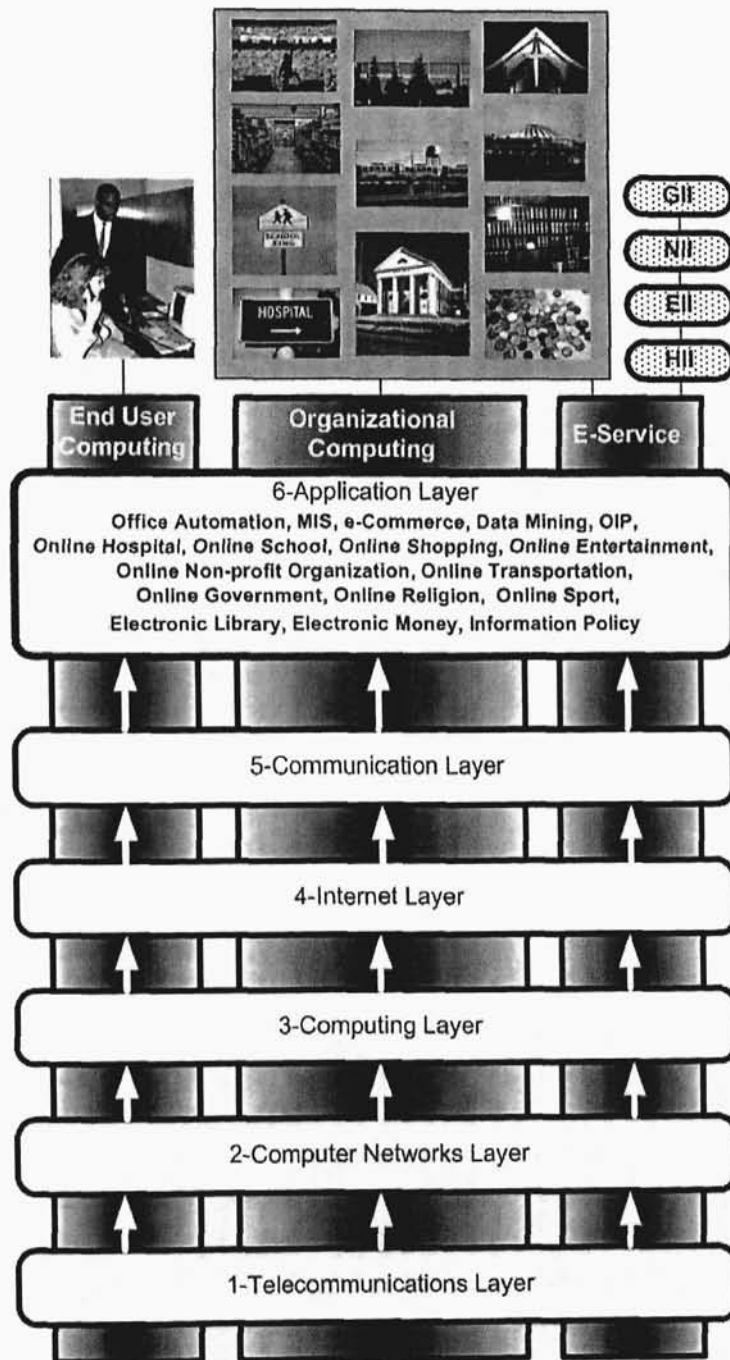 SCHOOL
XING
HOSPITAL
GII
NII
EII
HII
End User
Computing
Organizational
Computing
E-Service
6-Application Layer
Office Automation, MIS, e-Commerce, Data Mining, OIP,
Online Hospital, Online School, Online Shopping, Online Entertainment,
Online Non-profit Organization, Online Transportation,
Online Government, Online Religion, Online Sport,
Electronic Library, Electronic Money, Information Policy
5-Communication Layer
4-Internet Layer
3-Computing Layer
2-Computer Networks Layer
1-Telecommunications Layer